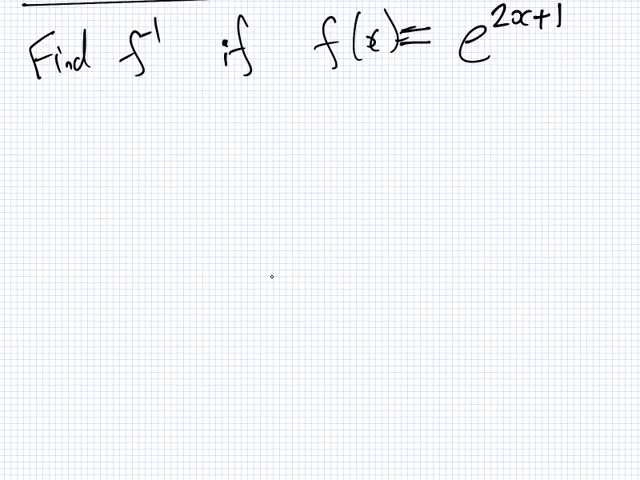 Find f⁻¹ if f(x) = e^{2x+1}